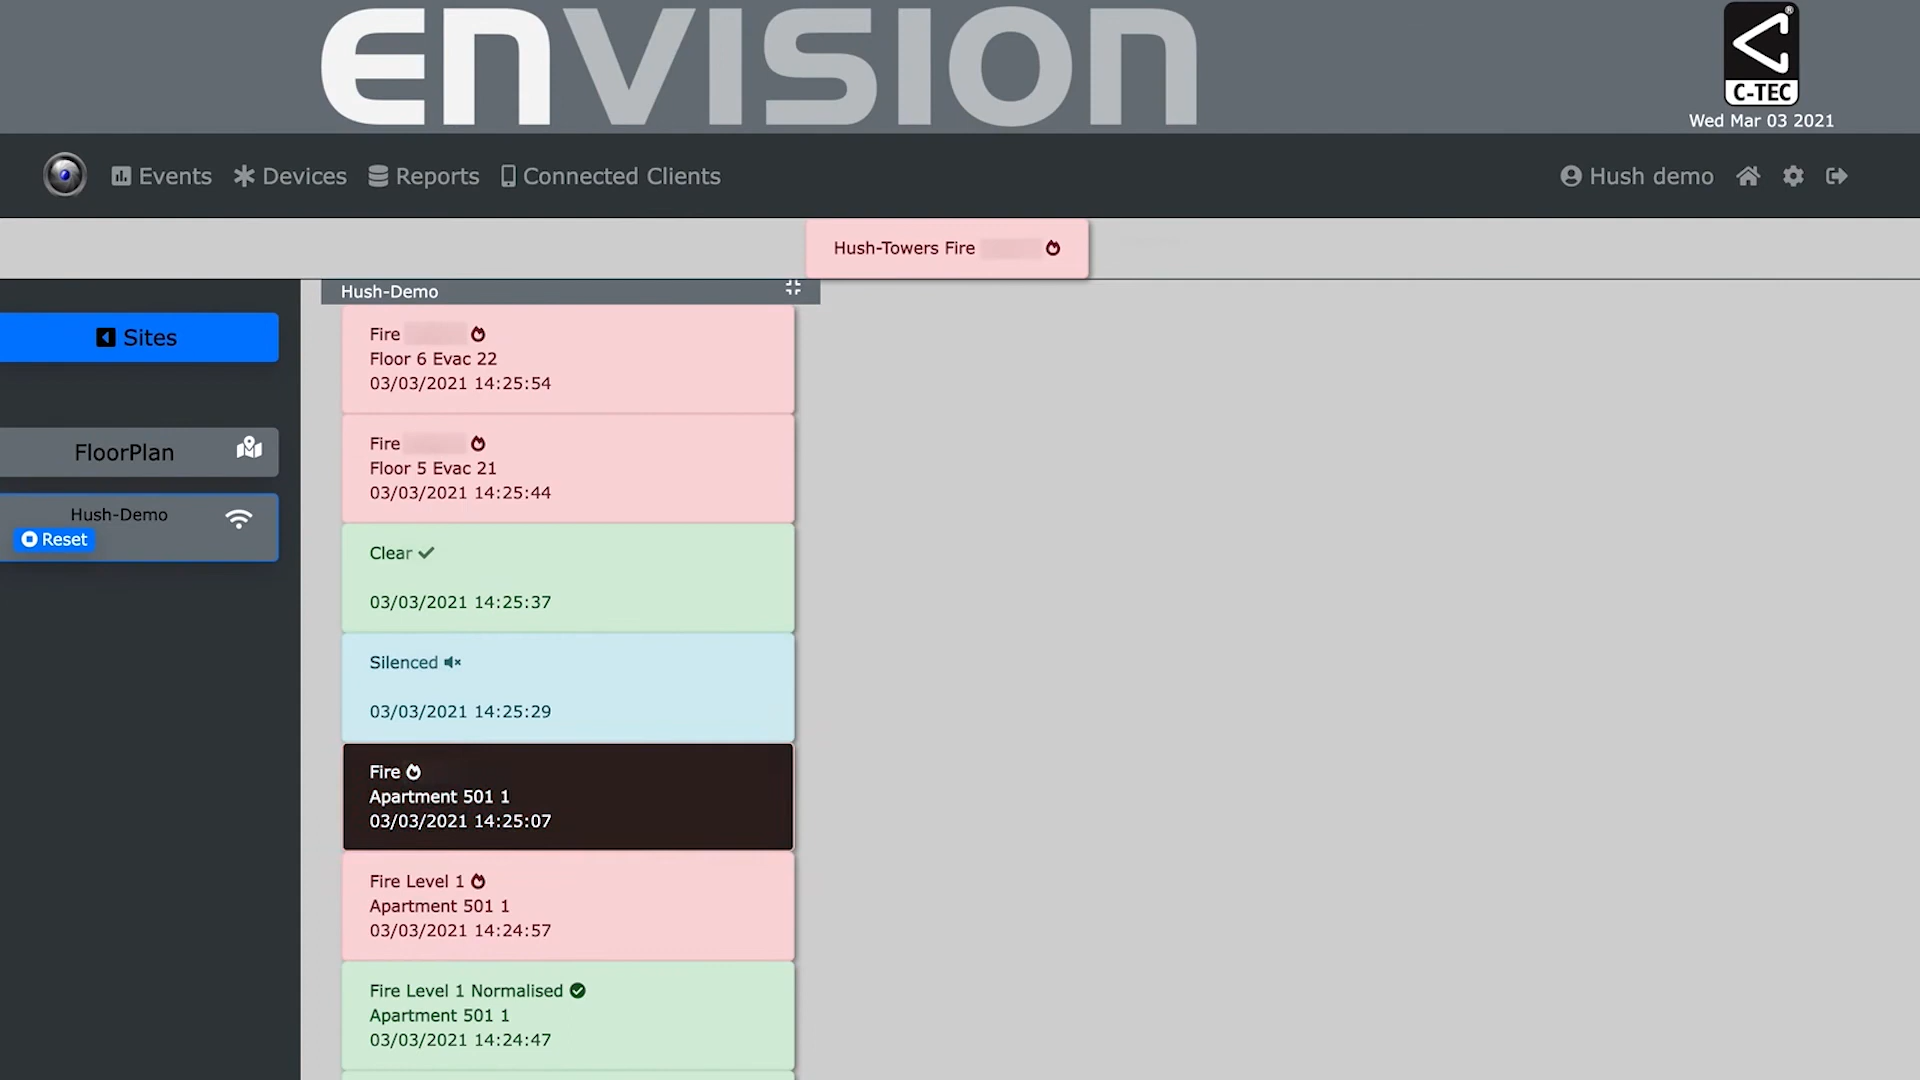 ENVISION
C-TEC
®
Wed Mar 03 2021
Events Devices Reports Connected Clients
Hush demo
Hush-Towers Fire
Sites
FloorPlan
Hush-Demo
Reset
Hush-Demo
Fire
Floor 6 Evac 22
03/03/2021 14:25:54
Fire
Floor 5 Evac 21
03/03/2021 14:25:44
Clear
03/03/2021 14:25:37
Silenced
03/03/2021 14:25:29
Fire
Apartment 501 1
03/03/2021 14:25:07
Fire Level 1
Apartment 501 1
03/03/2021 14:24:57
Fire Level 1 Normalised
Apartment 501 1
03/03/2021 14:24:47